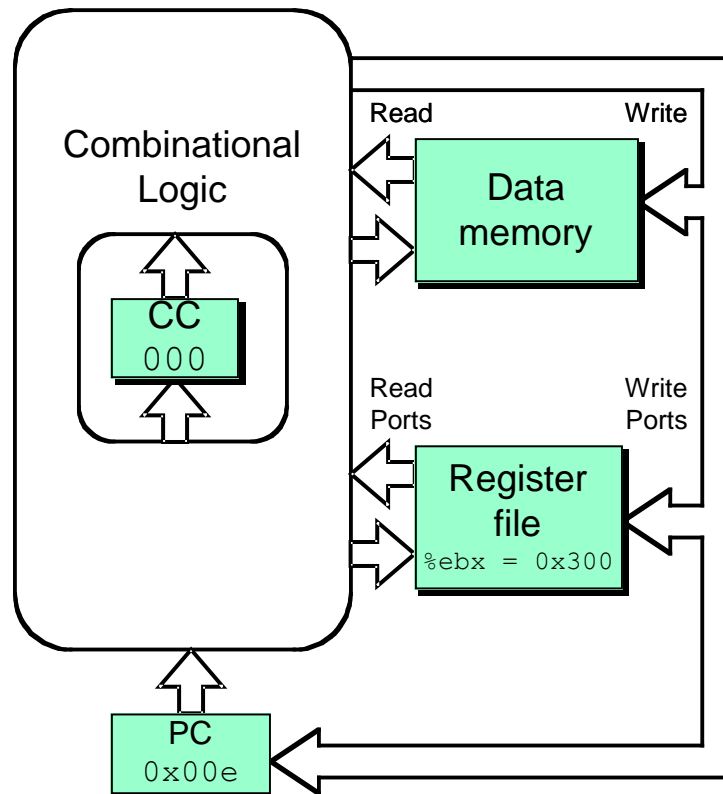 Combinational
Logic
CC
000
Read
Write
Data
memory
Read
Ports
Write
Ports
Register
file
%ebx = 0x300
PC
0x00e